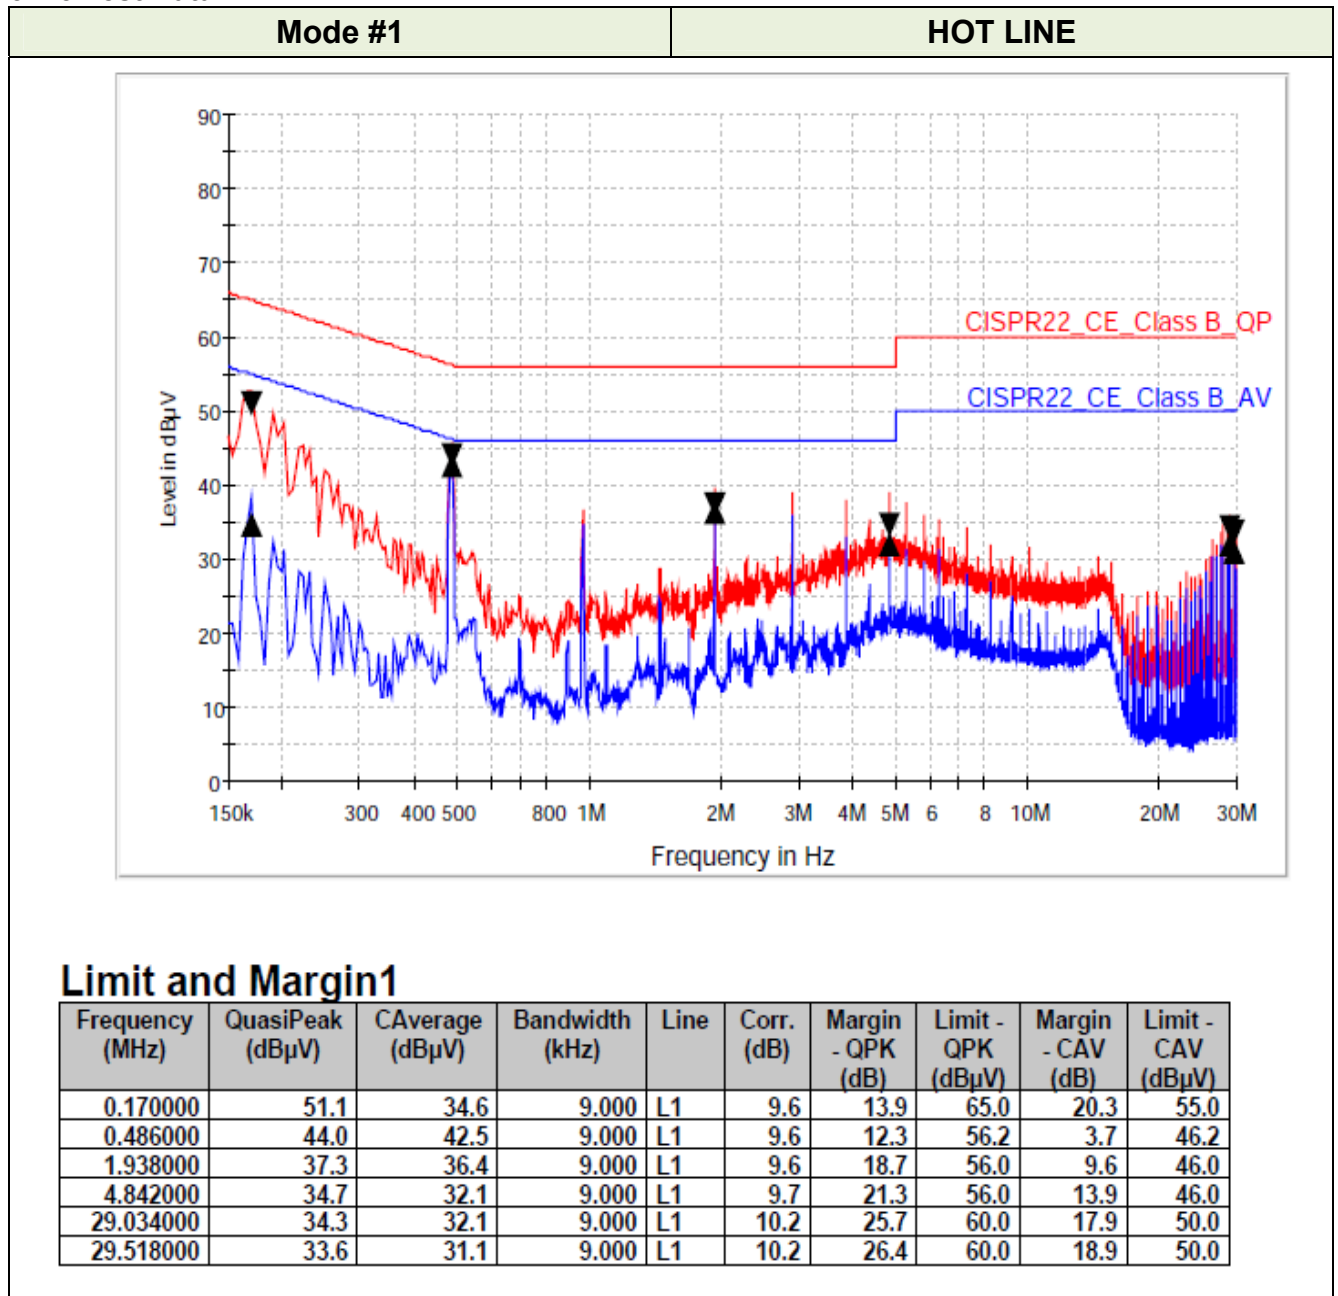 Mode #1 HOT LINE
90
80
70
60
50
40
30
20
10
0
Level in dBµV
CISPR22_CE_Class B_QP
CISPR22_CE_Class B_AV
150k 300 400 500 800 1M 2M 3M 4M 5M 6 8 10M 20M 30M
Frequency in Hz
Limit and Margin1
Frequency (MHz) QuasiPeak (dBµV) CAverage (dBµV) Bandwidth (kHz) Line Corr. (dB) Margin - QPK (dB) Limit - QPK (dBµV) Margin - CAV (dB) Limit - CAV (dBµV)
0.170000 51.1 34.6 9.000 L1 9.6 13.9 65.0 20.3 55.0
0.486000 44.0 42.5 9.000 L1 9.6 12.3 56.2 3.7 46.2
1.938000 37.3 36.4 9.000 L1 9.6 18.7 56.0 9.6 46.0
4.842000 34.7 32.1 9.000 L1 9.7 21.3 56.0 13.9 46.0
29.034000 34.3 32.1 9.000 L1 10.2 25.7 60.0 17.9 50.0
29.518000 33.6 31.1 9.000 L1 10.2 26.4 60.0 18.9 50.0